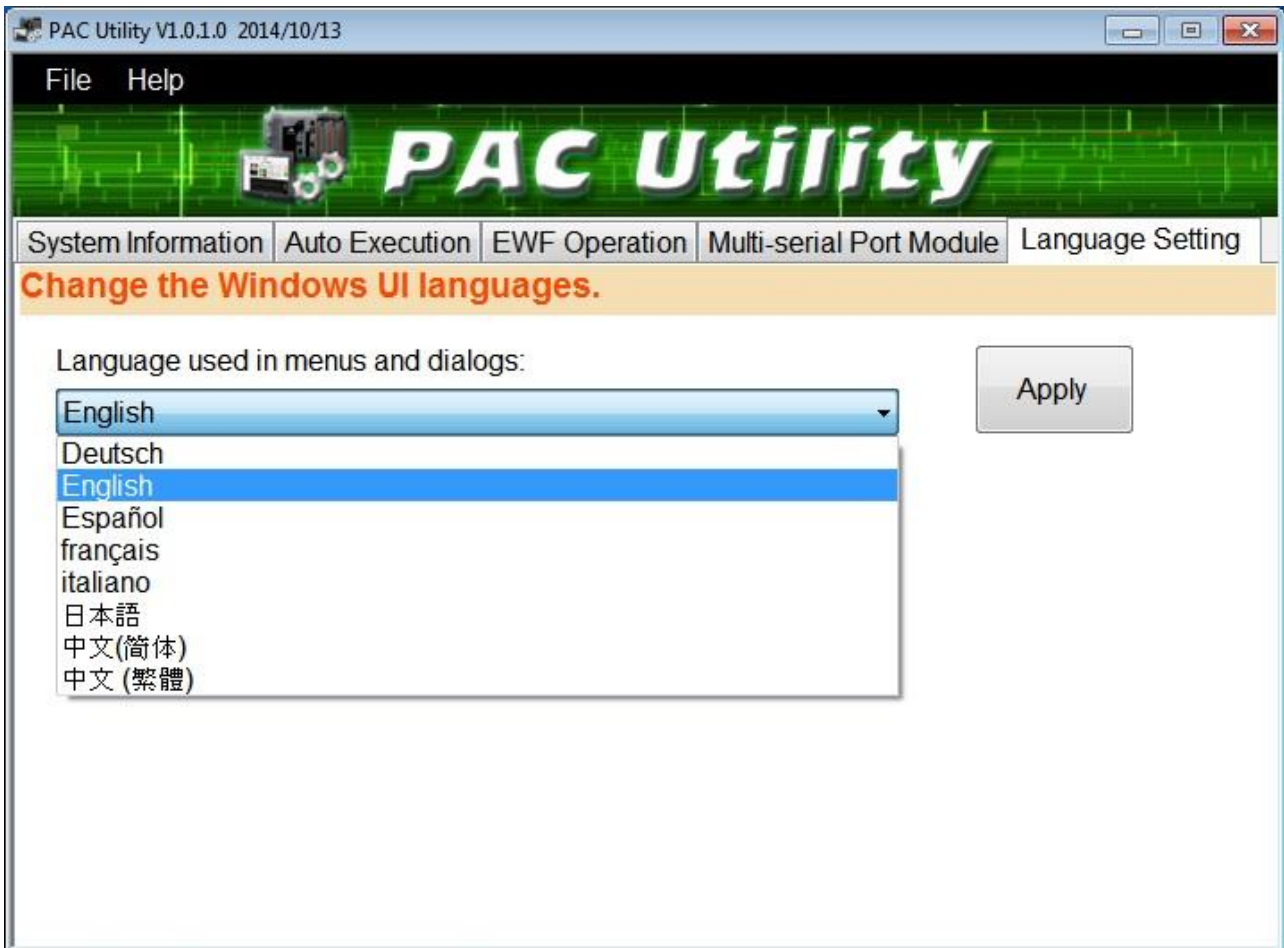 PAC Utility V1.0.1.0 2014/10/13
File Help
PAC Utility
System Information Auto Execution EWF Operation Multi-serial Port Module Language Setting
Change the Windows UI languages.
Language used in menus and dialogs:
Apply
English
Deutsch
English
Español
français
italiano
日本語
中文(简体)
中文 (繁體)